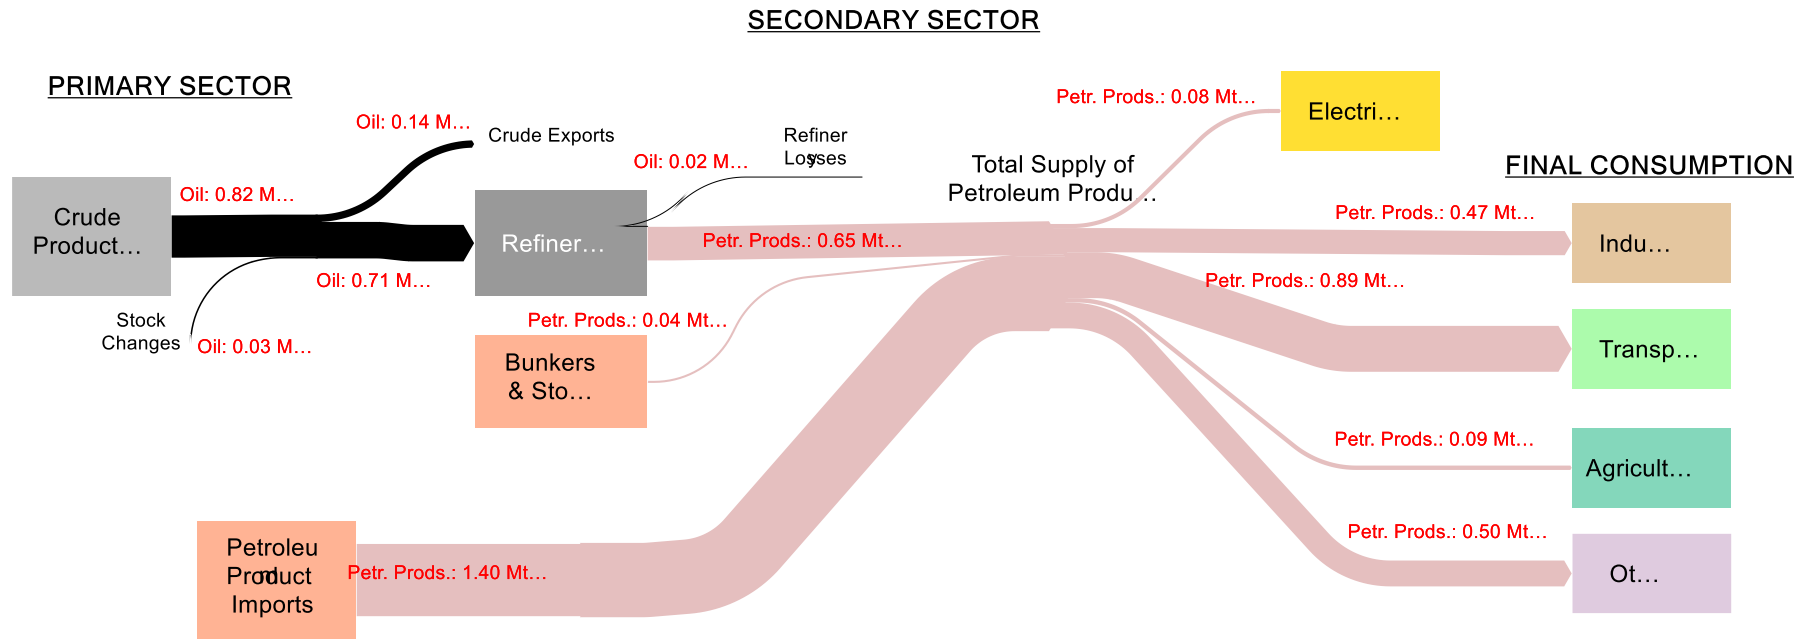 SECONDARY SECTOR
PRIMARY SECTOR
Petr. Prods.: 0.08 Mt…
Electri…
Oil: 0.14 M…
Crude Exports
Refiner
y
Losses
Oil: 0.02 M…
Total Supply of
Petroleum Produ…
FINAL CONSUMPTION
Oil: 0.82 M…
Crude
Product…
Petr. Prods.: 0.47 Mt…
Refiner…
Petr. Prods.: 0.65 Mt…
Indu…
Oil: 0.71 M…
Petr. Prods.: 0.89 Mt…
Stock
Changes
Oil: 0.03 M…
Petr. Prods.: 0.04 Mt…
Transp…
Bunkers
& Sto…
Petr. Prods.: 0.09 Mt…
Agricult…
Petr. Prods.: 0.50 Mt…
Petroleu
m
Product
Imports
Petr. Prods.: 1.40 Mt…
Ot…